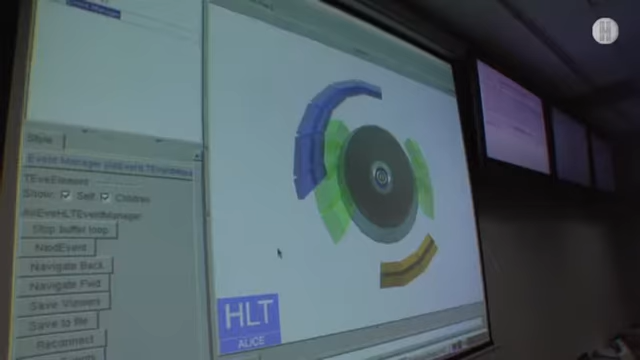 Style
Event Manager
TEveElement
Show: Self Children
AliEveHLTEventManager
Stop buffer loop
NextEvent
Navigate Back
Navigate Fwd
Save Viewers
Save to file
Reconnect
HLT
ALICE
H